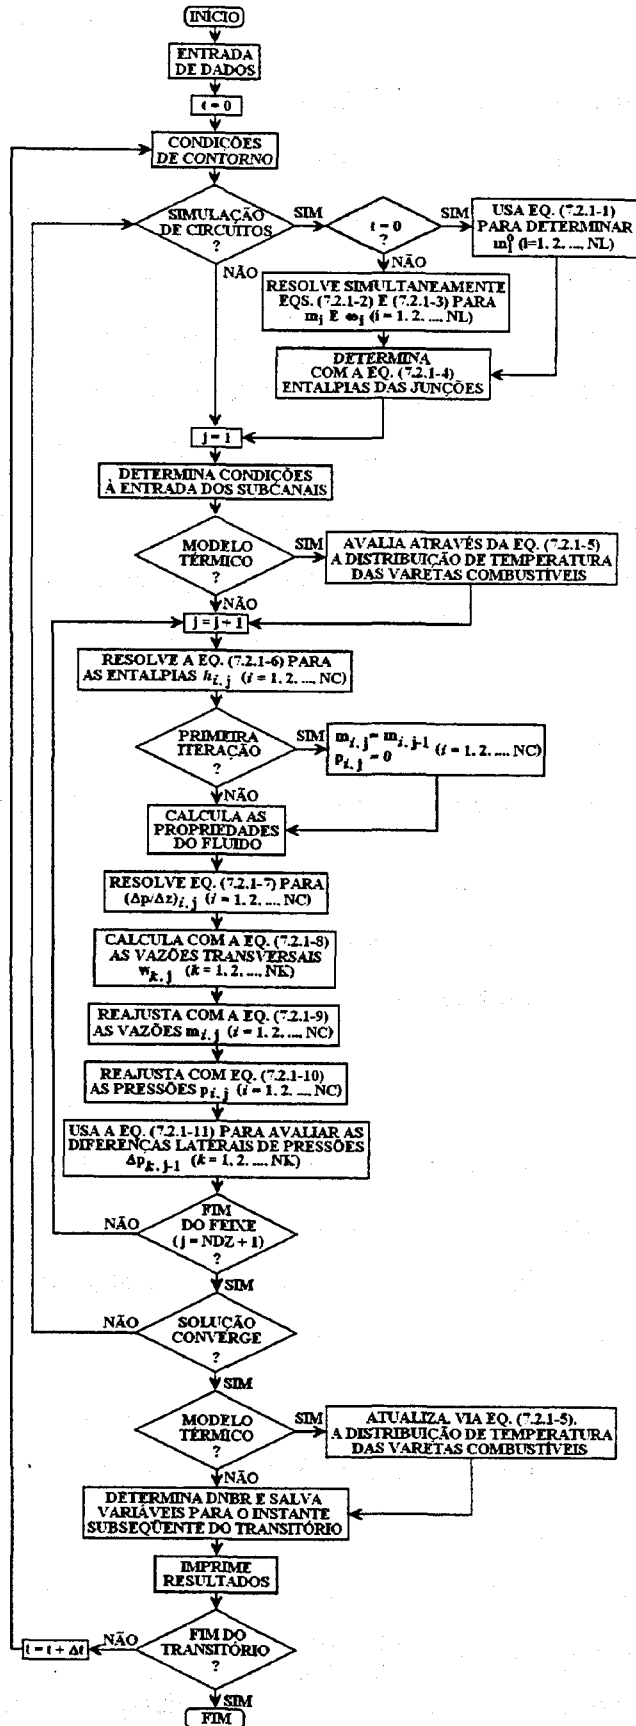 INÍCIO
ENTRADA
DE DADOS
t = 0
CONDIÇÕES
DE CONTORNO
SIMULAÇÃO
DE CIRCUITOS
?
SIM
t = 0
?
SIM
USA EQ. (7.2.1-1)
PARA DETERMINAR
m⁰ᵢ (i=1, 2, ..., NL)
NÃO
NÃO
RESOLVE SIMULTANEAMENTE
EQS. (7.2.1-2) E (7.2.1-3) PARA
mᵢ E ωⱼ (i = 1, 2, ..., NL)
DETERMINA
COM A EQ. (7.2.1-4)
ENTALPIAS DAS JUNÇÕES
j = 1
DETERMINA CONDIÇÕES
À ENTRADA DOS SUBCANAIS
MODELO
TÉRMICO
?
SIM
AVALIA ATRAVÉS DA EQ. (7.2.1-5)
A DISTRIBUIÇÃO DE TEMPERATURA
DAS VARETAS COMBUSTÍVEIS
NÃO
j = j + 1
RESOLVE A EQ. (7.2.1-6) PARA
AS ENTALPIAS h i, j (i = 1, 2, ..., NC)
PRIMEIRA
ITERAÇÃO
?
SIM
m i, j = m i, j-1 (i = 1, 2, ..., NC)
p i, j = 0
NÃO
CALCULA AS
PROPRIEDADES
DO FLUIDO
RESOLVE EQ. (7.2.1-7) PARA
(Δp/Δz) i, j (i = 1, 2, ..., NC)
CALCULA COM A EQ. (7.2.1-8)
AS VAZÕES TRANSVERSAIS
w k, j (k = 1, 2, ..., NK)
REAJUSTA COM A EQ. (7.2.1-9)
AS VAZÕES m i, j (i = 1, 2, ..., NC)
REAJUSTA COM EQ. (7.2.1-10)
AS PRESSÕES p i, j (i = 1, 2, ..., NC)
USA A EQ. (7.2.1-11) PARA AVALIAR AS
DIFERENÇAS LATERAIS DE PRESSÕES
Δp k, j-1 (k = 1, 2, ..., NK)
NÃO
FIM
DO FEIXE
(j = NDZ + 1)
?
SIM
NÃO
SOLUÇÃO
CONVERGE
?
SIM
MODELO
TÉRMICO
?
SIM
ATUALIZA, VIA EQ. (7.2.1-5),
A DISTRIBUIÇÃO DE TEMPERATURA
DAS VARETAS COMBUSTÍVEIS
NÃO
DETERMINA DNBR E SALVA
VARIÁVEIS PARA O INSTANTE
SUBSEQÜENTE DO TRANSITÓRIO
IMPRIME
RESULTADOS
t = t + Δt
NÃO
FIM DO
TRANSITÓRIO
?
SIM
FIM